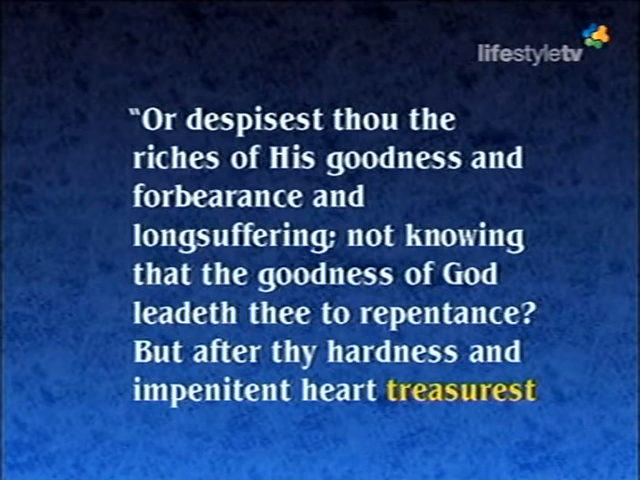 lifestyletv
“Or despisest thou the
riches of His goodness and
forbearance and
longsuffering; not knowing
that the goodness of God
leadeth thee to repentance?
But after thy hardness and
impenitent heart treasurest